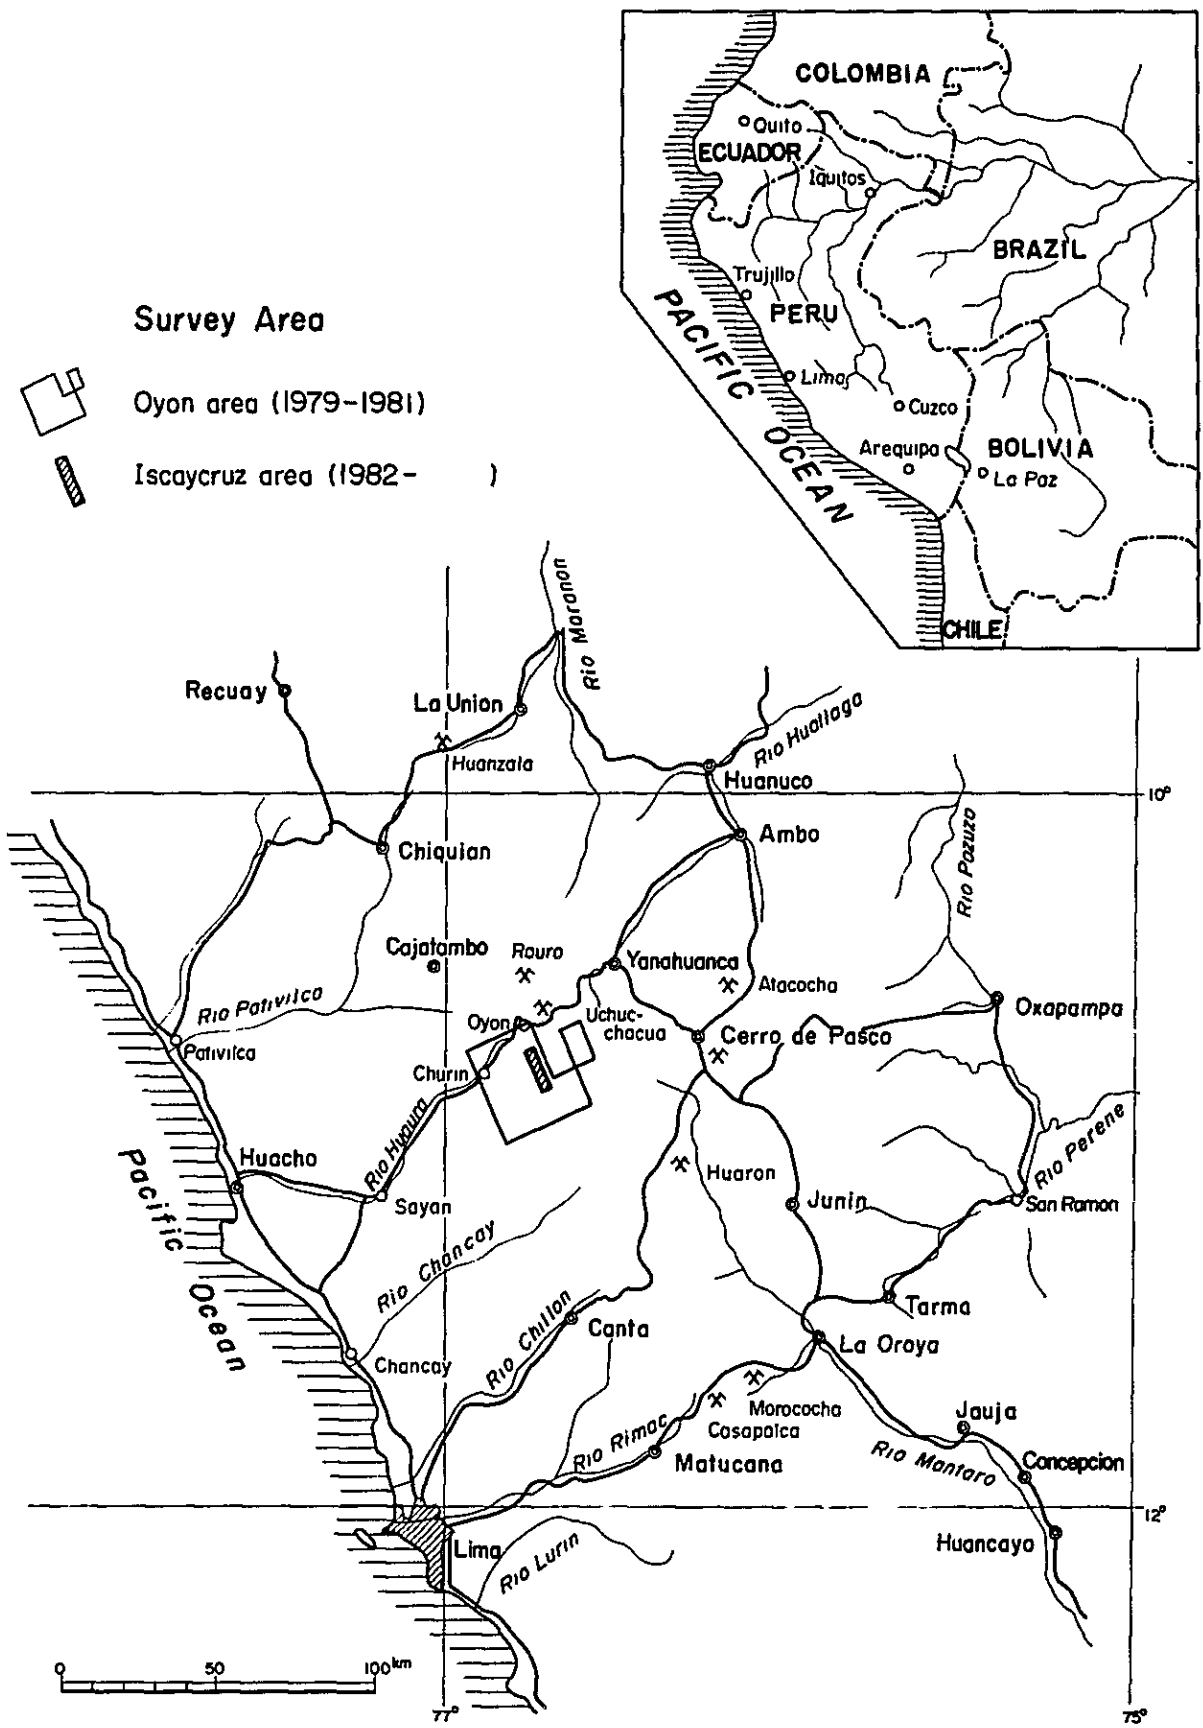 COLOMBIA
Quito
ECUADOR
Iquitos
BRAZIL
Trujillo
PERU
PACIFIC OCEAN
Lima
Cuzco
Arequipa
BOLIVIA
La Paz
CHILE
Survey Area
Oyon area (1979-1981)
Iscaycruz area (1982- )
Rio Maranon
Recuay
La Union
Rio Huallaga
Huanzala
Huanuco
10°
Ambo
Chiquian
Rio Pozuzo
Cajatambo
Raura
Yanahuanca
Atacocha
Rio Pativilca
Oxapampa
Oyon
Uchuc-
chacua
Cerro de Pasco
Pativilca
Churin
Rio Huaura
Rio Perene
Huacho
Huaron
Sayan
Junin
San Ramon
Pacific Ocean
Rio Chancay
Tarma
Rio Chillon
Canta
La Oroya
Chancay
Morococha
Casapalca
Jauja
Rio Rimac
Matucana
Rio Mantaro
Concepcion
12°
Lima
Huancayo
Rio Lurin
0 50 100km
77° 75°